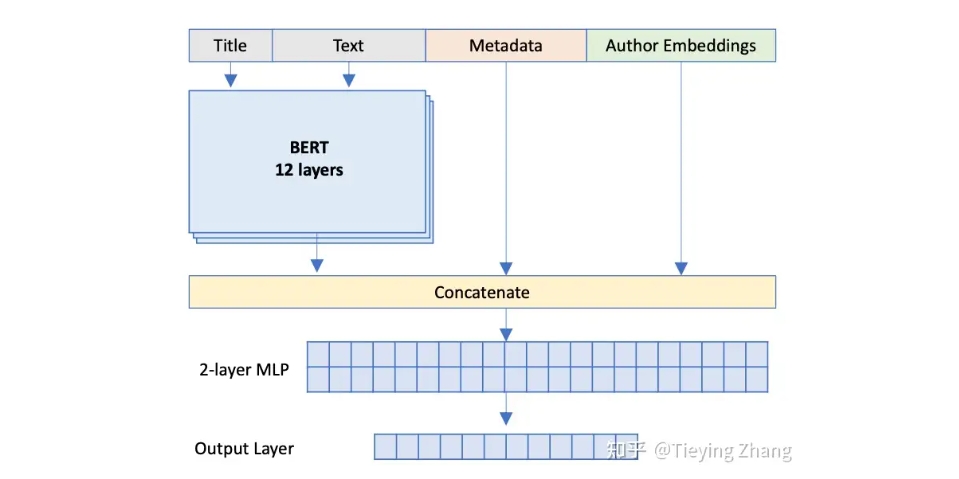 Title Text Metadata Author Embeddings
BERT
12 layers
Concatenate
2-layer MLP
Output Layer
知乎 @Tieying Zhang